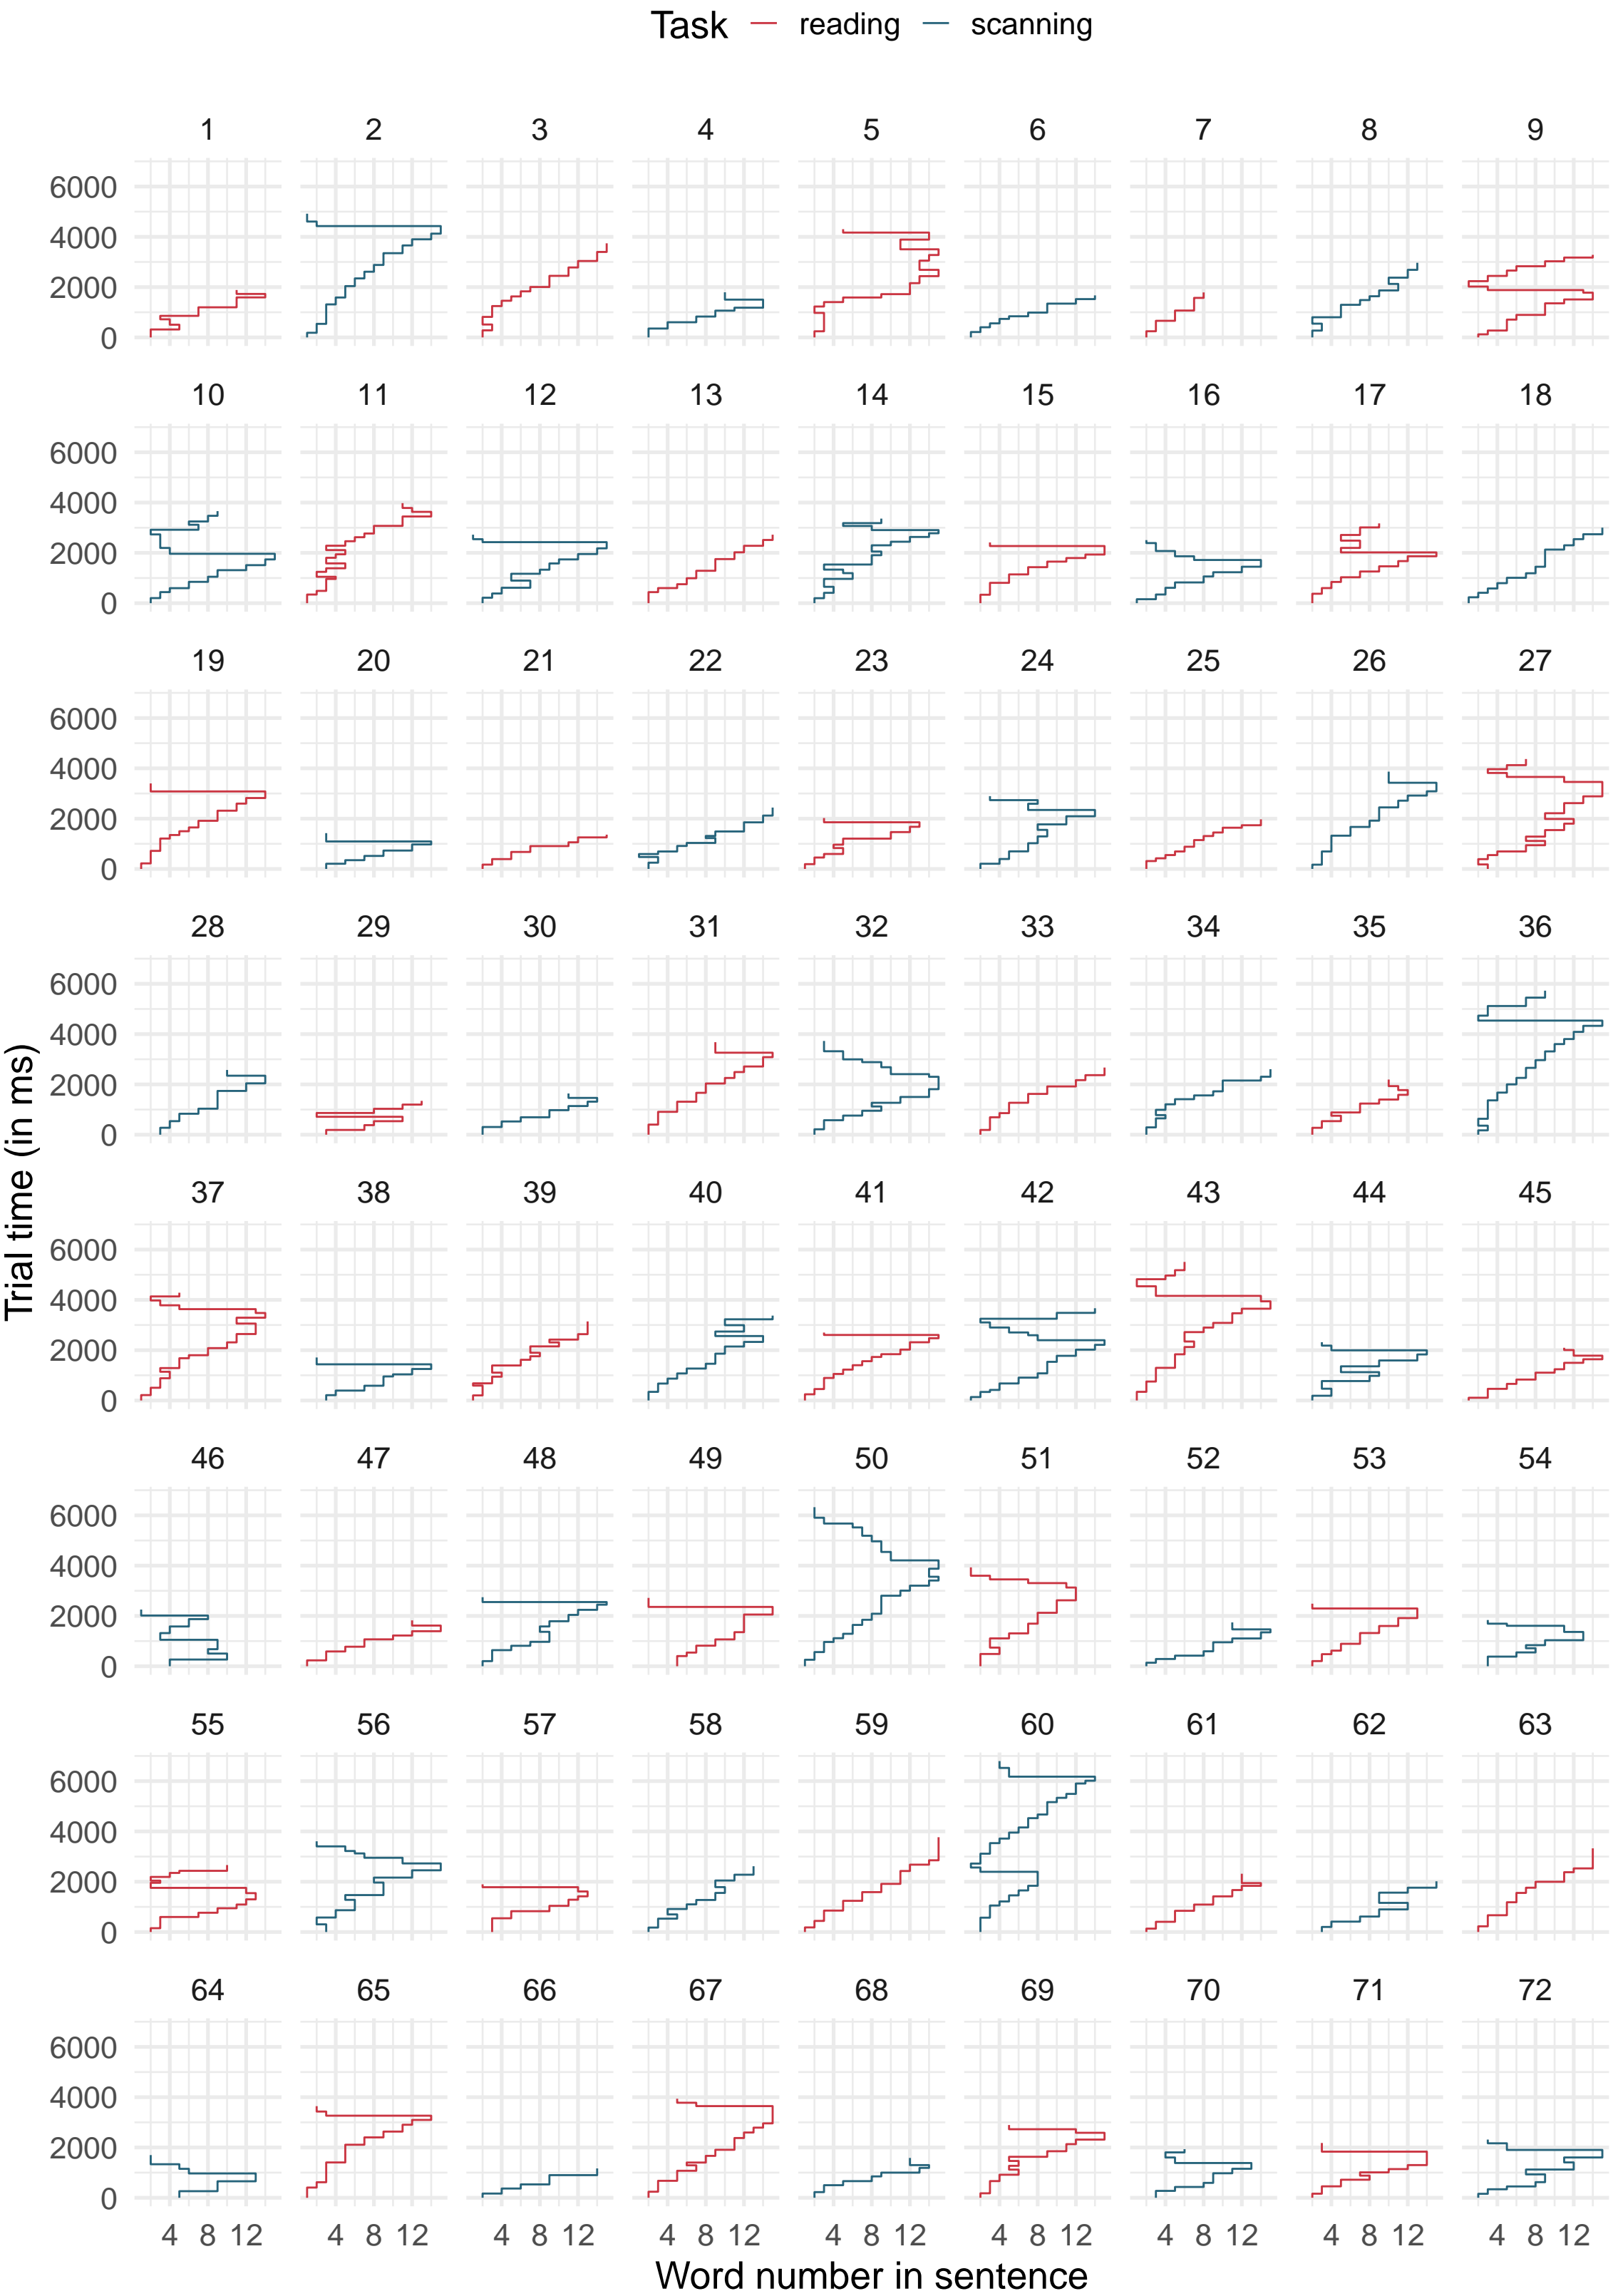 Task reading scanning
1 2 3 4 5 6 7 8 9
6000
4000
2000
0
10 11 12 13 14 15 16 17 18
6000
4000
2000
0
19 20 21 22 23 24 25 26 27
6000
4000
2000
0
28 29 30 31 32 33 34 35 36
6000
4000
2000
0
Trial time (in ms)
37 38 39 40 41 42 43 44 45
6000
4000
2000
0
46 47 48 49 50 51 52 53 54
6000
4000
2000
0
55 56 57 58 59 60 61 62 63
6000
4000
2000
0
64 65 66 67 68 69 70 71 72
6000
4000
2000
0
4 8 12 4 8 12 4 8 12 4 8 12 4 8 12 4 8 12 4 8 12 4 8 12 4 8 12
Word number in sentence